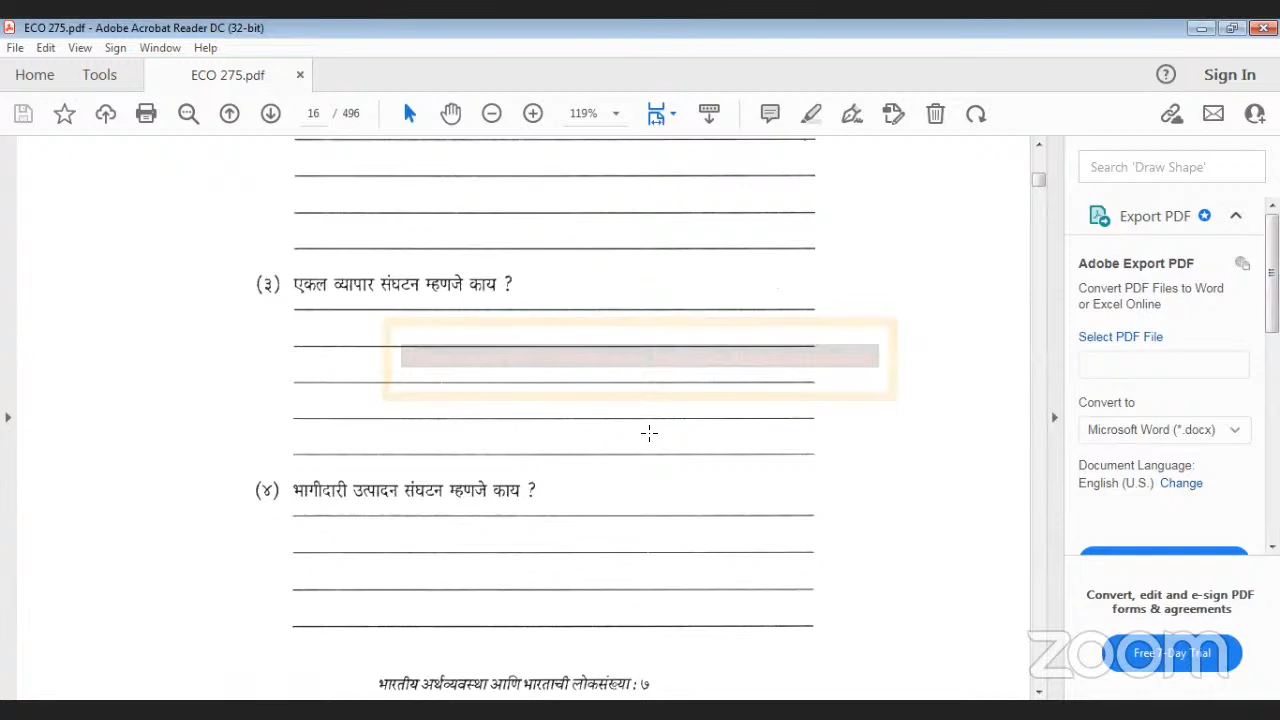 ECO 275.pdf - Adobe Acrobat Reader DC (32-bit)
File Edit View Sign Window Help
Home Tools ECO 275.pdf × Sign In
16 / 496 119%
Search 'Draw Shape'
(३) एकल व्यापार संघटन म्हणजे काय ?
(४) भागीदारी उत्पादन संघटन म्हणजे काय ?
भारतीय अर्थव्यवस्था आणि भारताची लोकसंख्या : ७
Export PDF
Adobe Export PDF
Convert PDF Files to Word
or Excel Online
Select PDF File
Convert to
Microsoft Word (*.docx)
Document Language:
English (U.S.) Change
Convert, edit and e-sign PDF
forms & agreements
Free 7-Day Trial
zoom